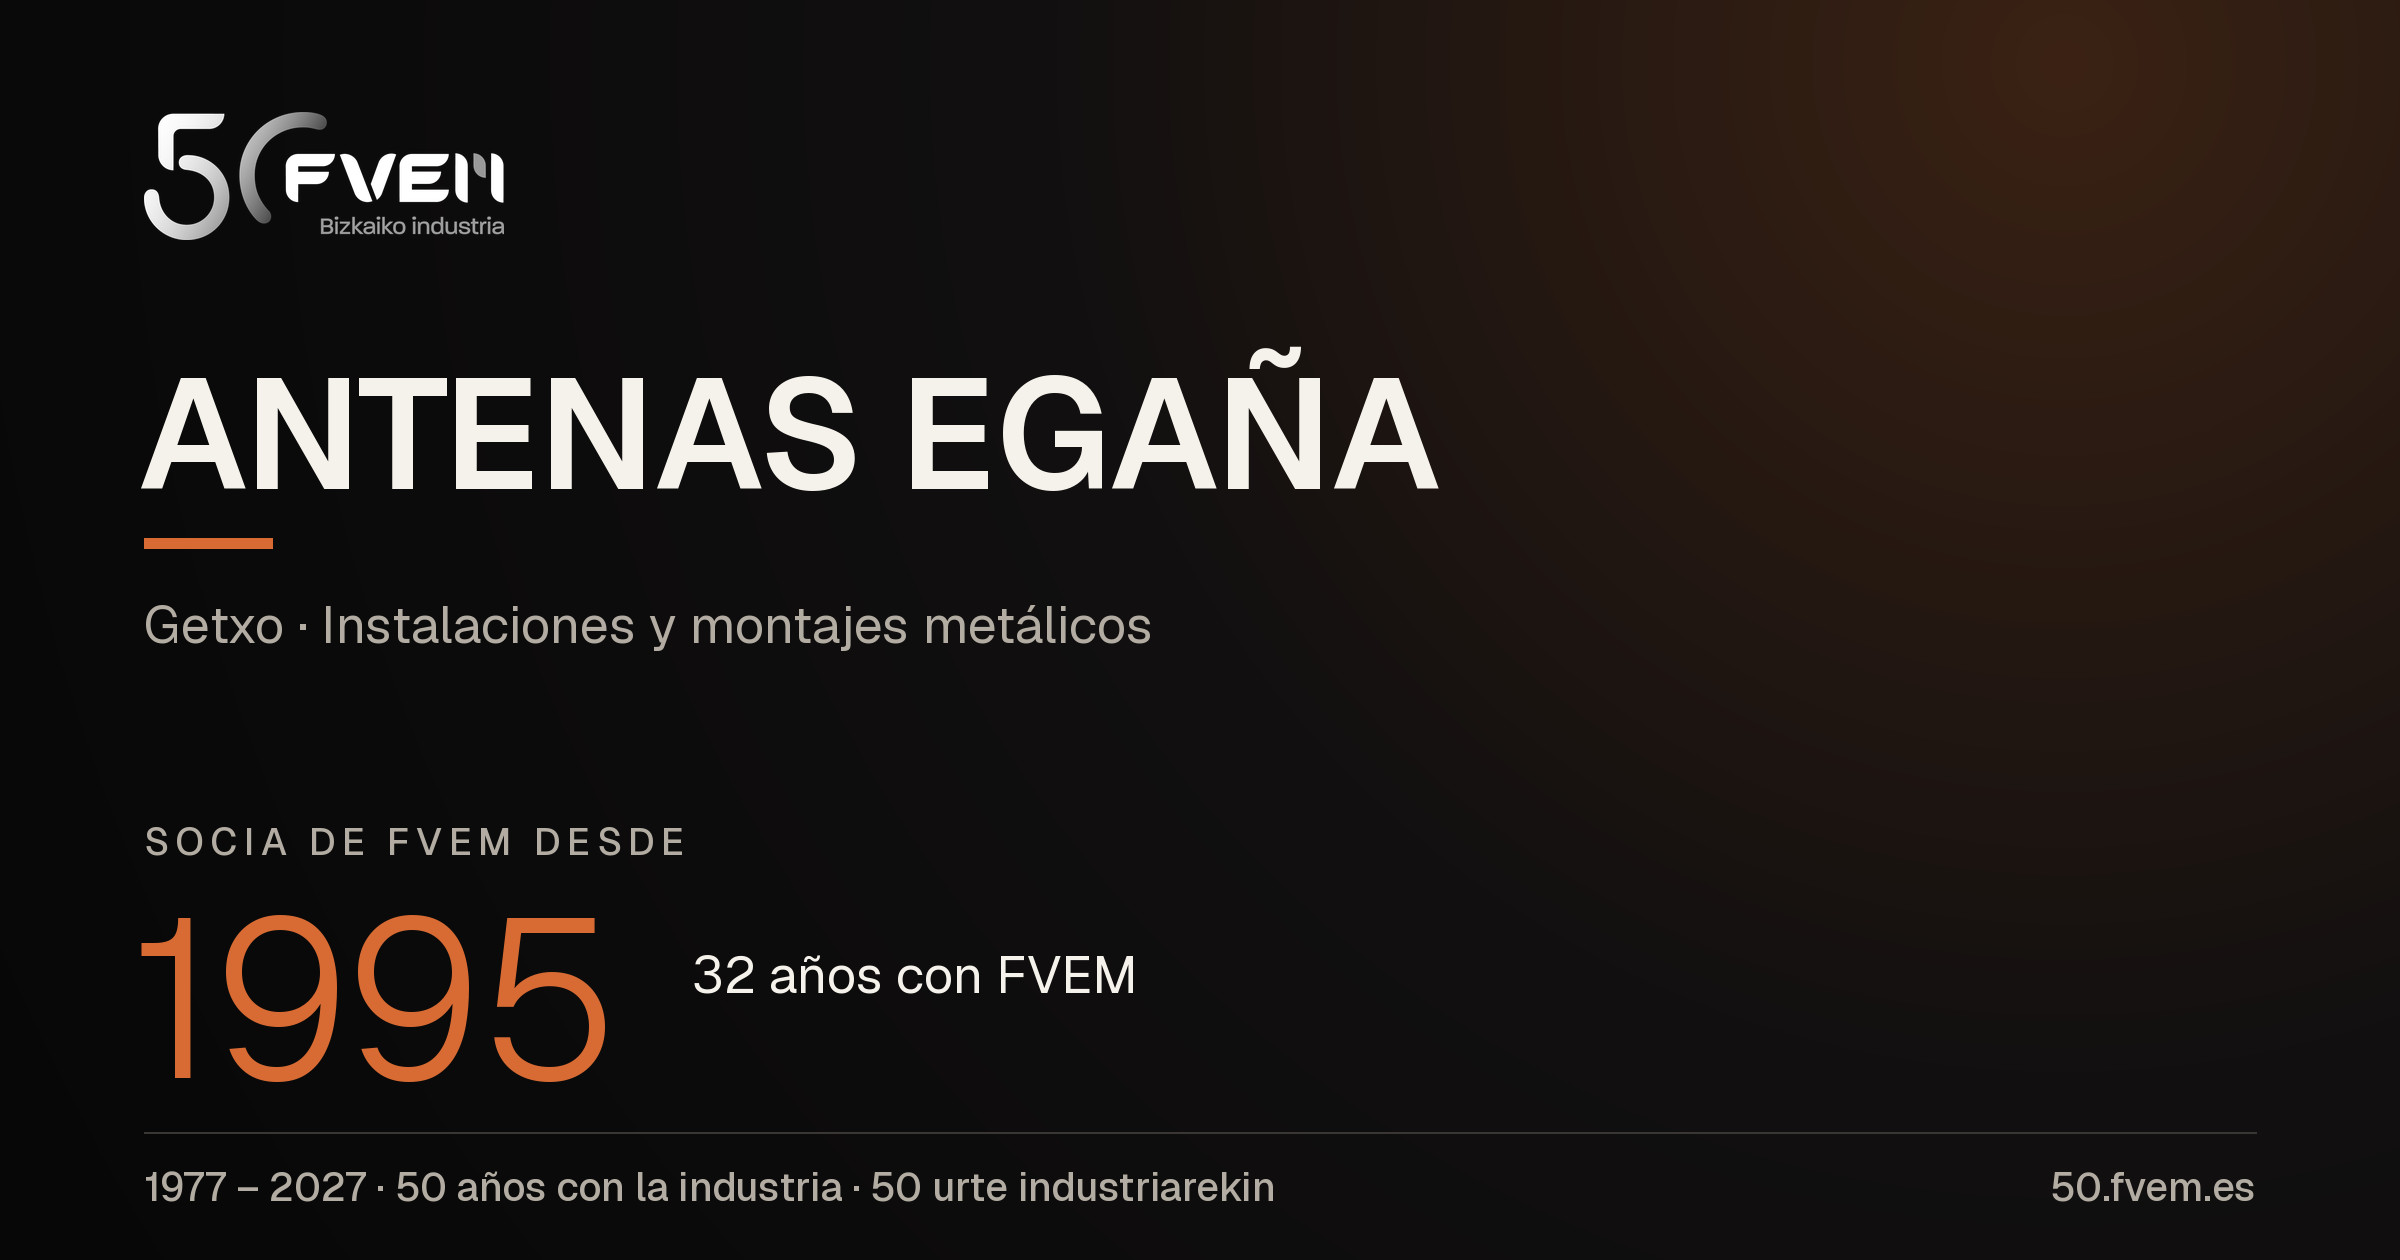 50 FVEM
Bizkaiko industria
ANTENAS EGAÑA
Getxo · Instalaciones y montajes metálicos
SOCIA DE FVEM DESDE
1995
32 años con FVEM
1977 – 2027 · 50 años con la industria · 50 urte industriarekin
50.fvem.es